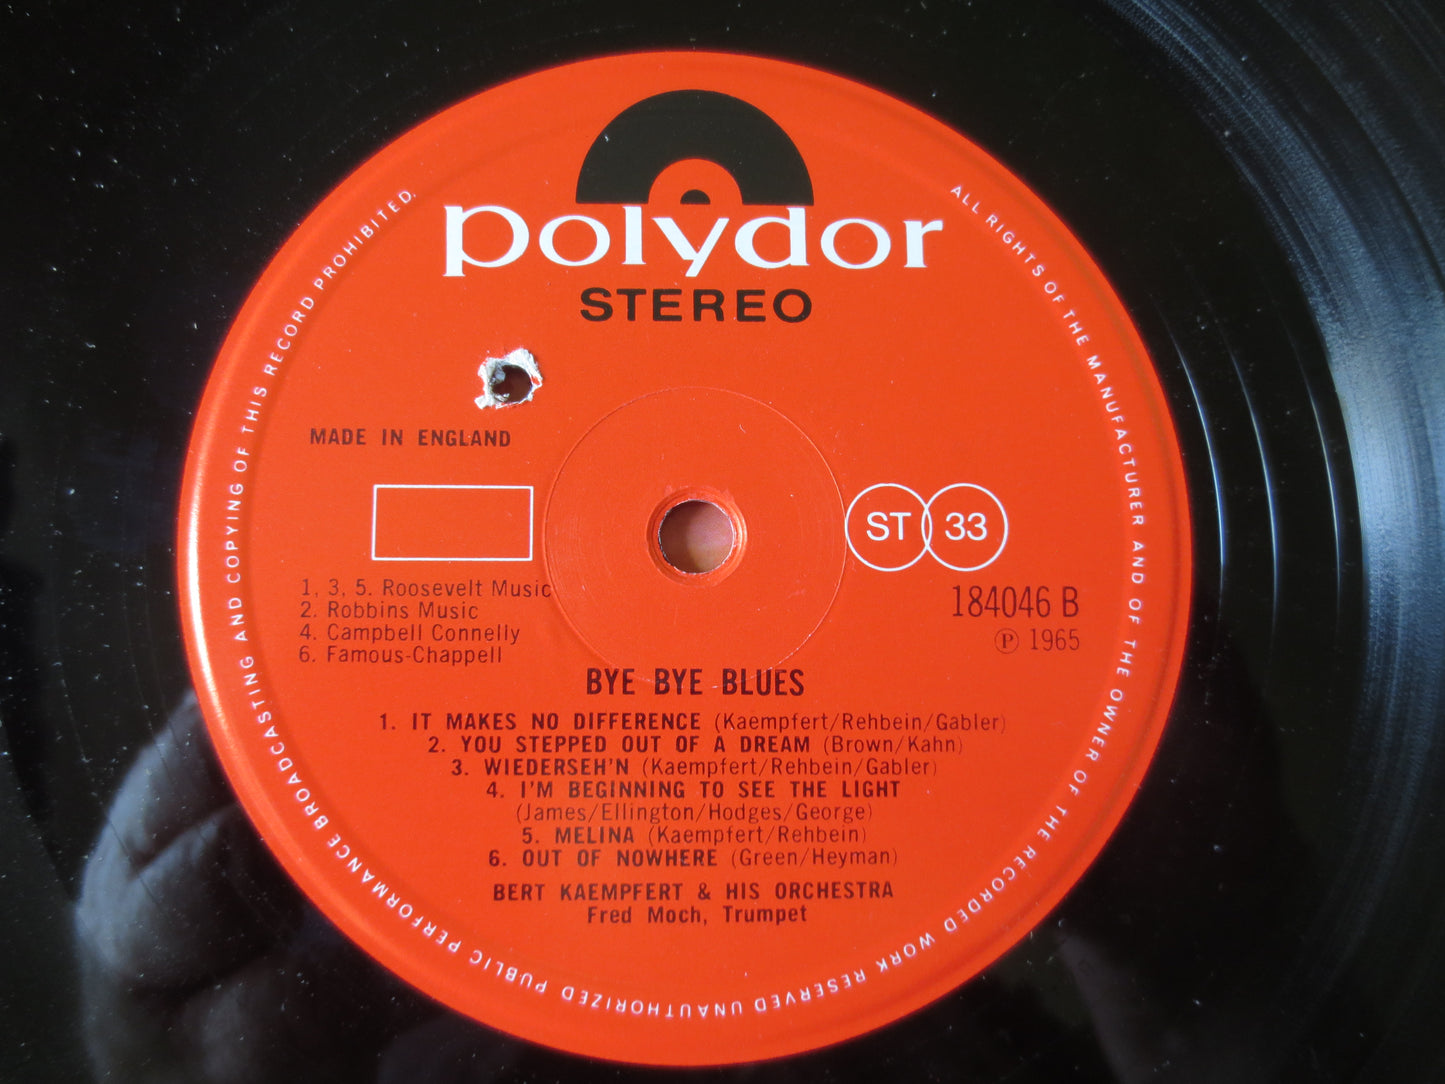 polydor
STEREO
MADE IN ENGLAND
ST 33
1, 3, 5. Roosevelt Music
2. Robbins Music
4. Campbell Connelly
6. Famous-Chappell
184046 B
Ⓟ 1965
BYE BYE BLUES
1. IT MAKES NO DIFFERENCE (Kaempfert/Rehbein/Gabler)
2. YOU STEPPED OUT OF A DREAM (Brown/Kahn)
3. WIEDERSEH'N (Kaempfert/Rehbein/Gabler)
4. I'M BEGINNING TO SEE THE LIGHT
(James/Ellington/Hodges/George)
5. MELINA (Kaempfert/Rehbein)
6. OUT OF NOWHERE (Green/Heyman)
BERT KAEMPFERT & HIS ORCHESTRA
Fred Moch, Trumpet
ALL RIGHTS OF THE MANUFACTURER AND OF THE OWNER OF THE RECORDED WORK RESERVED UNAUTHORIZED PUBLIC PERFORMANCE BROADCASTING AND COPYING OF THIS RECORD PROHIBITED.